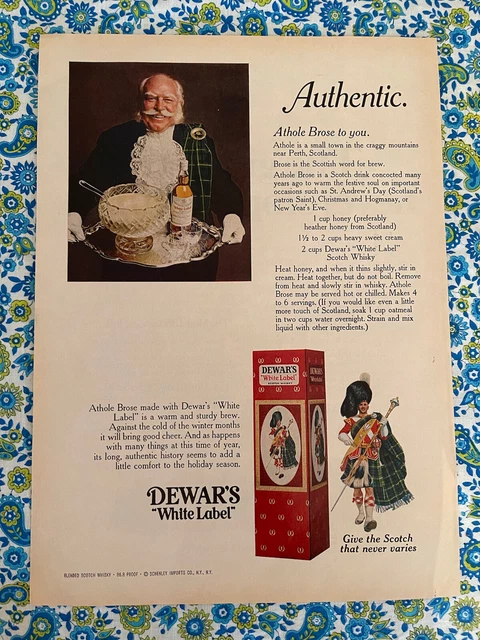 Authentic.
Athole Brose to you.
Athole is a small town in the craggy mountains
near Perth, Scotland.
Brose is the Scottish word for brew.
Athole Brose is a Scotch drink concocted many
years ago to warm the festive soul on important
occasions such as St. Andrew's Day (Scotland's
patron Saint), Christmas and Hogmanay, or
New Year's Eve.
1 cup honey (preferably
heather honey from Scotland)
1½ to 2 cups heavy sweet cream
2 cups Dewar's "White Label"
Scotch Whisky
Heat honey, and when it thins slightly, stir in
cream. Heat together, but do not boil. Remove
from heat and slowly stir in whisky. Athole
Brose may be served hot or chilled. Makes 4
to 6 servings. (If you would like even a little
more touch of Scotland, soak 1 cup oatmeal
in two cups water overnight. Strain and mix
liquid with other ingredients.)
Athole Brose made with Dewar's "White
Label" is a warm and sturdy brew.
Against the cold of the winter months
it will bring good cheer. And as happens
with many things at this time of year,
its long, authentic history seems to add a
little comfort to the holiday season.
DEWAR'S
"White Label"
DEWAR'S
"White Label"
DEWAR'S
Give the Scotch
that never varies
BLENDED SCOTCH WHISKY • 86.8 PROOF • © SCHENLEY IMPORTS CO., N.Y., N.Y.